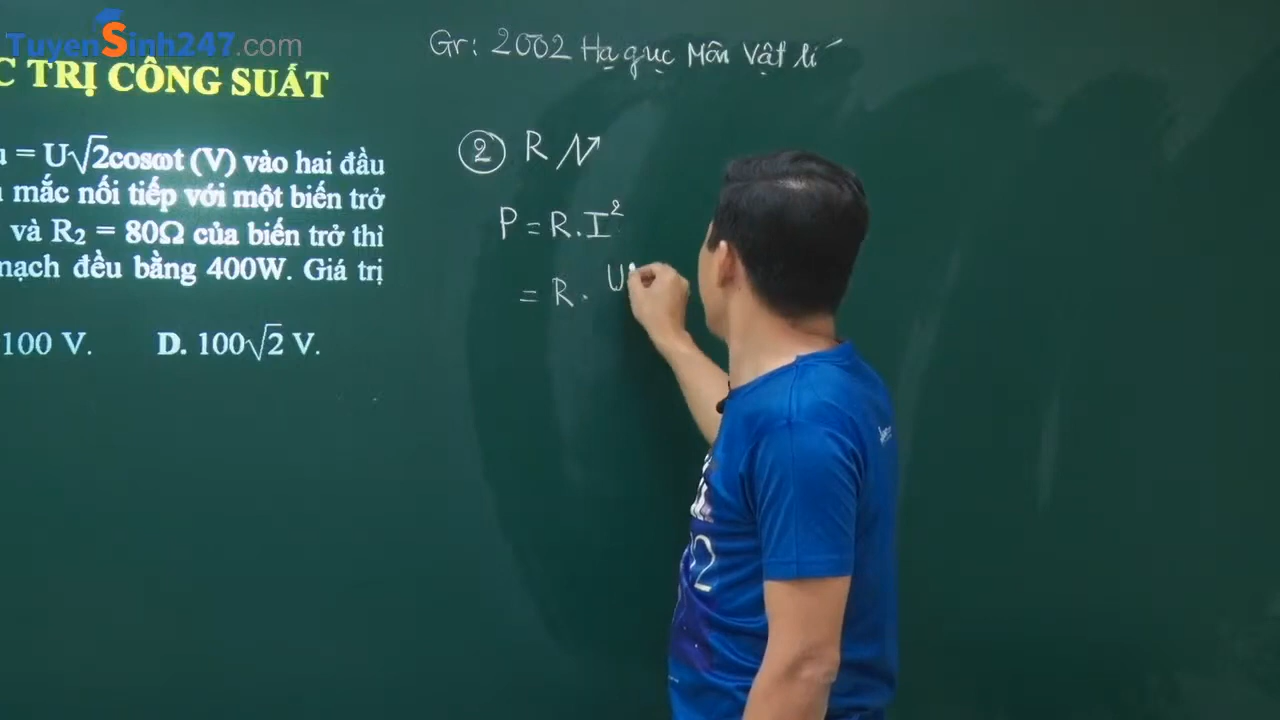 TuyenSinh247.com
Gr: 2002 Hạ gục Môn Vật lí
C TRỊ CÔNG SUẤT
= U√2cosωt (V) vào hai đầu
mắc nối tiếp với một biến trở
và R₂ = 80Ω của biến trở thì
mạch đều bằng 400W. Giá trị
100 V. D. 100√2 V.
② R
P = R.I²
= R. U